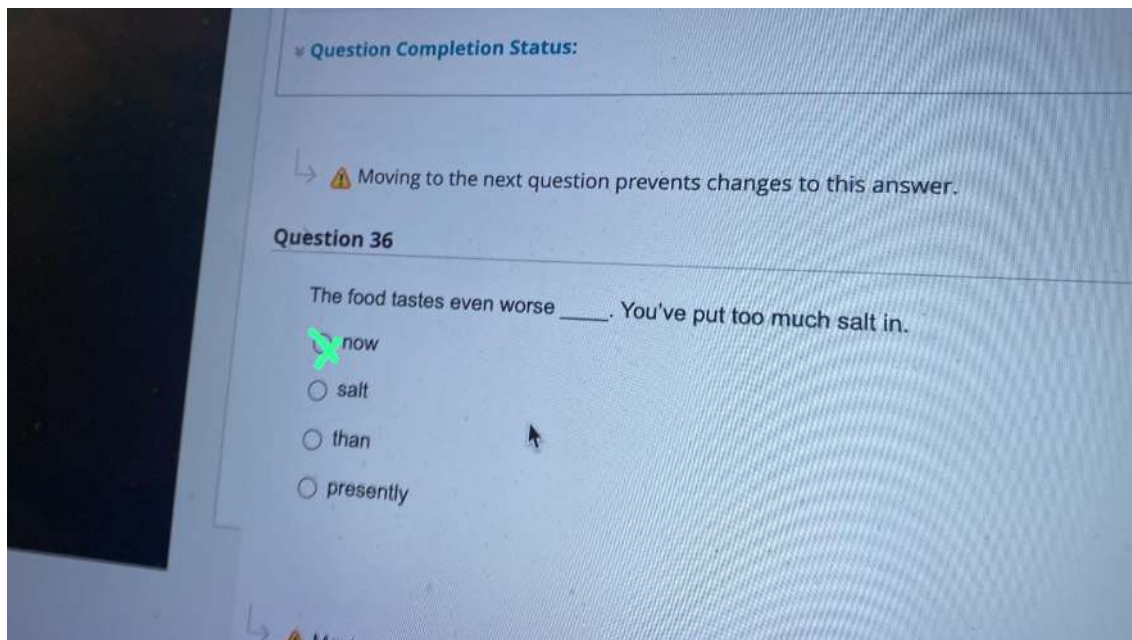 Question Completion Status:
Moving to the next question prevents changes to this answer.
Question 36
The food tastes even worse _____. You've put too much salt in.
now
salt
than
presently